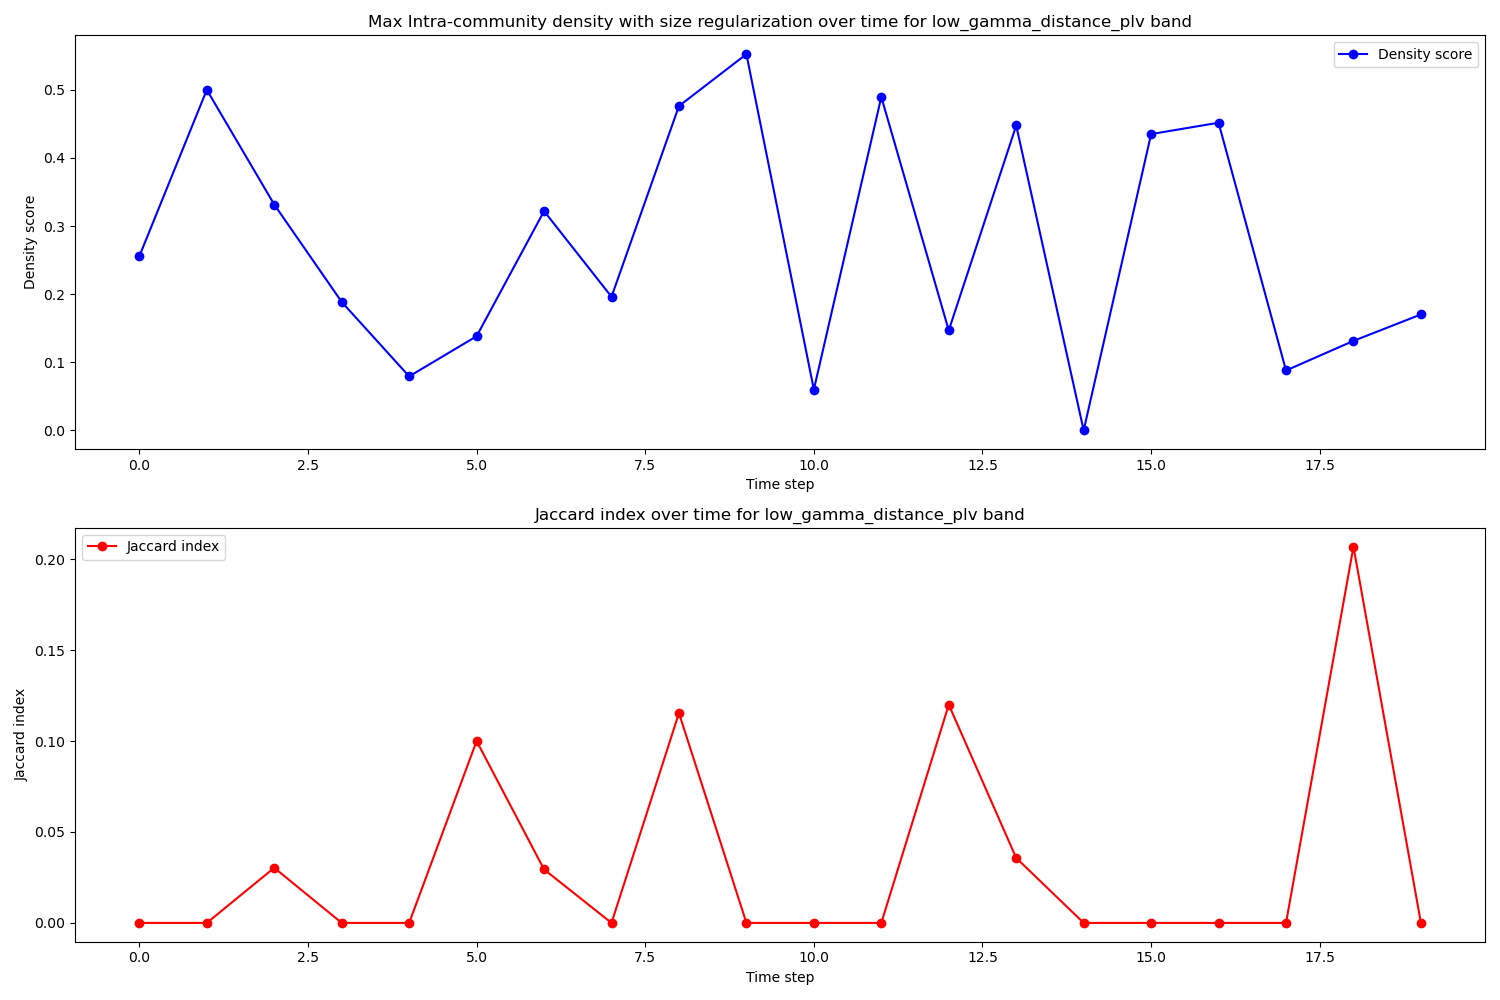 Max Intra-community density with size regularization over time for low_gamma_distance_plv band
Density score
Density score
0.5
0.4
0.3
0.2
0.1
0.0
0.0 2.5 5.0 7.5 10.0 12.5 15.0 17.5
Time step
Jaccard index over time for low_gamma_distance_plv band
Jaccard index
Jaccard index
0.20
0.15
0.10
0.05
0.00
0.0 2.5 5.0 7.5 10.0 12.5 15.0 17.5
Time step